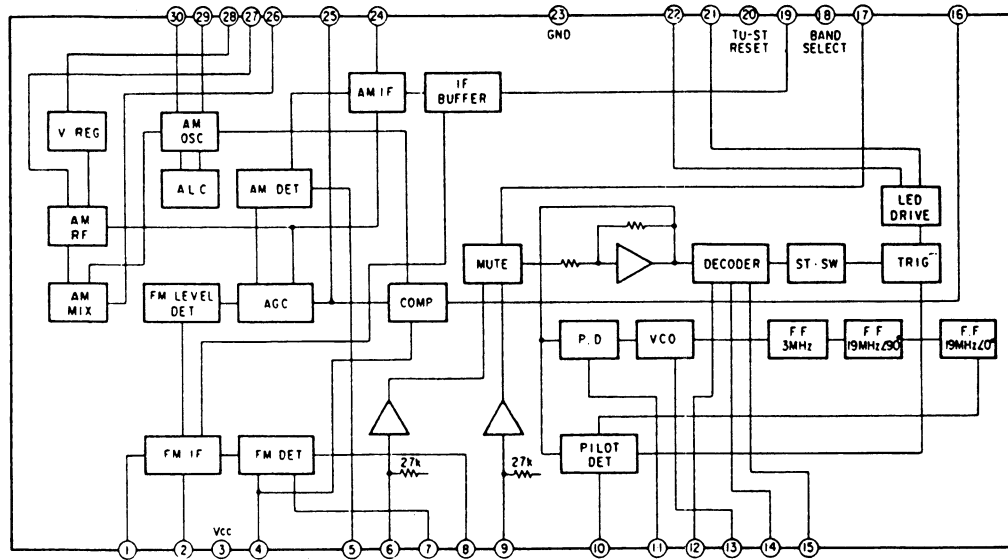 30 29 28 27 26 25 24 23 22 21 20 19 18 17 16
GND
TU-ST
RESET
BAND
SELECT
V REG
AM
OSC
AM IF
IF
BUFFER
ALC
AM DET
LED
DRIVE
AM
RF
MUTE
DECODER
ST·SW
TRIG
AM
MIX
FM LEVEL
DET
AGC
COMP
P.D
VCO
F F
3MHz
F.F
19MHz∠90°
F.F
19MHz∠0°
FM IF
FM DET
27k
27k
PILOT
DET
VCC
1 2 3 4 5 6 7 8 9 10 11 12 13 14 15